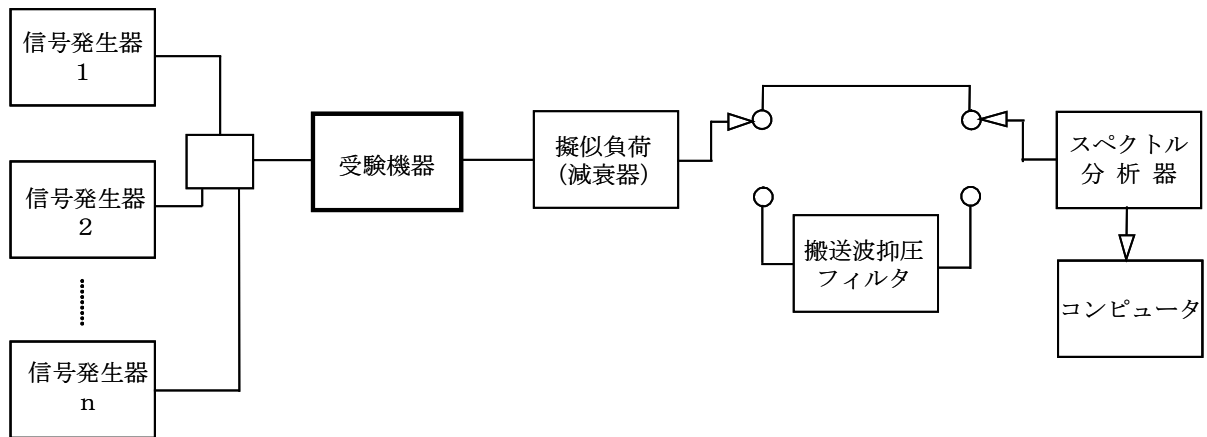 信号発生器
1
信号発生器
2
信号発生器
n
受験機器
擬似負荷
(減衰器)
搬送波抑圧
フィルタ
スペクトル
分 析 器
コンピュータ